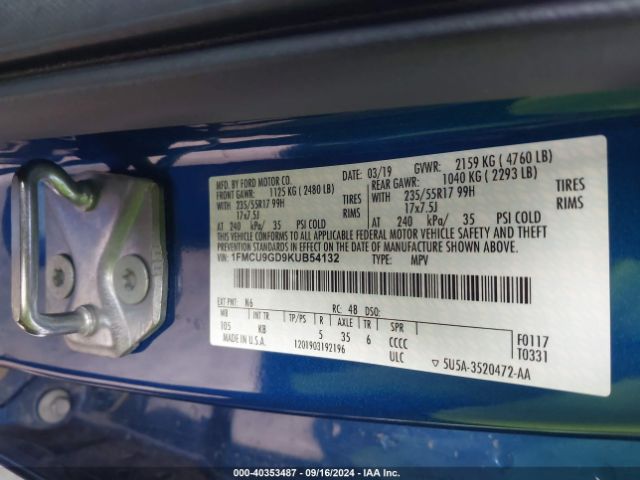 MFD. BY FORD MOTOR CO. DATE: 03/19 GVWR: 2159 KG ( 4760 LB)
FRONT GAWR: 1125 KG ( 2480 LB) REAR GAWR: 1040 KG ( 2293 LB)
WITH 235/55R17 99H TIRES WITH 235/55R17 99H TIRES
17x7.5J RIMS 17x7.5J RIMS
AT 240 kPa/ 35 PSI COLD AT 240 kPa/ 35 PSI COLD
THIS VEHICLE CONFORMS TO ALL APPLICABLE FEDERAL MOTOR VEHICLE SAFETY AND THEFT
PREVENTION STANDARDS IN EFFECT ON THE DATE OF MANUFACTURE SHOWN ABOVE.
VIN: 1FMCU9GD9KUB54132 TYPE: MPV
EXT PNT: N6 RC: 48 DSO:
WB KB TP/PS R AXLE TR SPR
105 5 35 6 CCCC F0117
MADE IN U.S.A. 1201903192196 ULC T0331
5U5A-3520472-AA
000-40353487 - 09/16/2024 - IAA Inc.